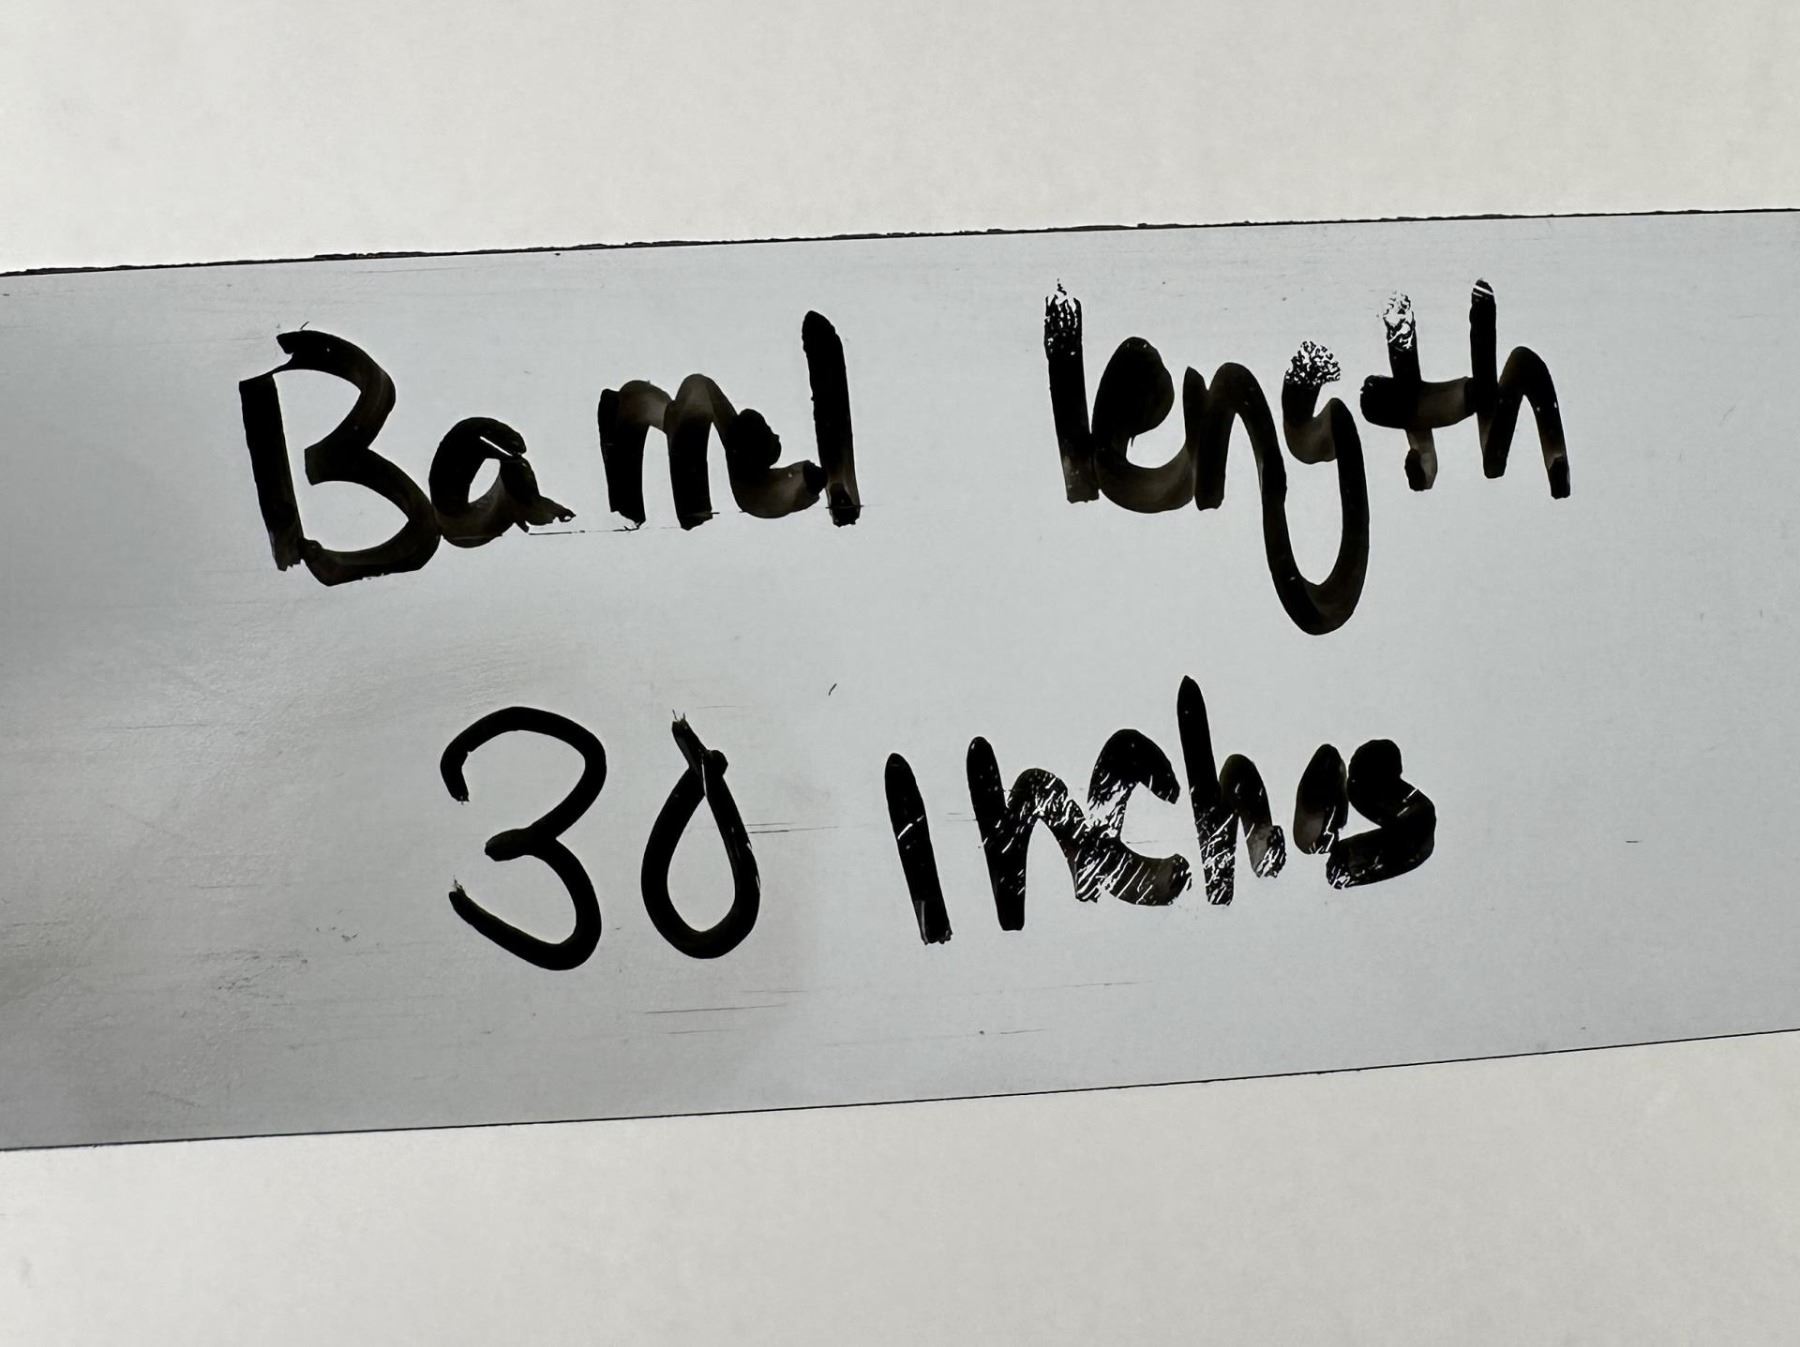 Barrel length
30 Inches